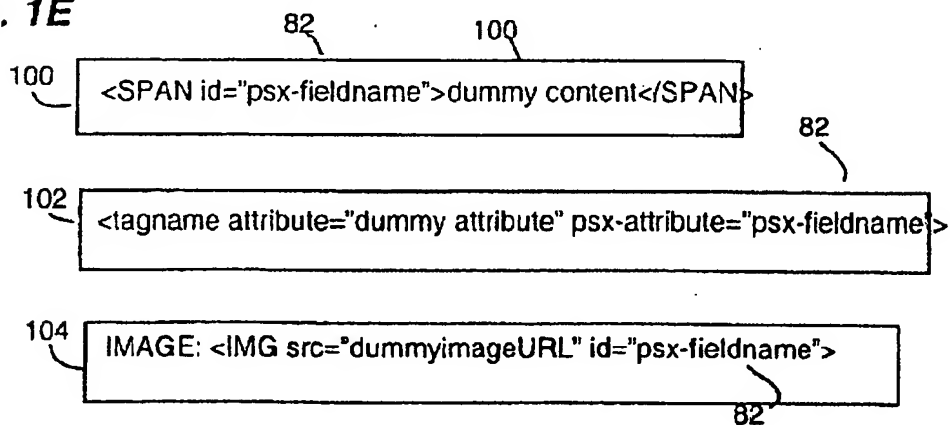 . 1E
82 100
100
<SPAN id="psx-fieldname">dummy content</SPAN>
82
102
<tagname attribute="dummy attribute" psx-attribute="psx-fieldname">
104
IMAGE: <IMG src="dummyimageURL" id="psx-fieldname">
82